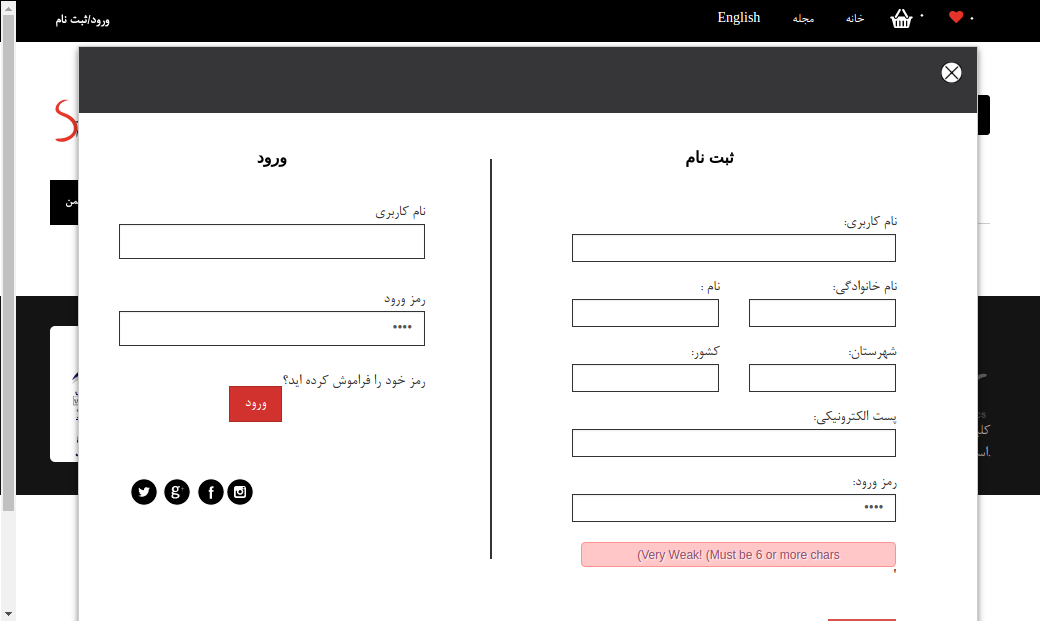 ورود/ثبت نام
خانه
مجله
English
ثبت نام
نام کاربری:
نام خانوادگی:
نام :
شهرستان:
کشور:
پست الکترونیکی:
رمز ورود:
••••
(Very Weak! (Must be 6 or more chars
ورود
نام کاربری
رمز ورود
••••
رمز خود را فراموش کرده اید؟
ورود